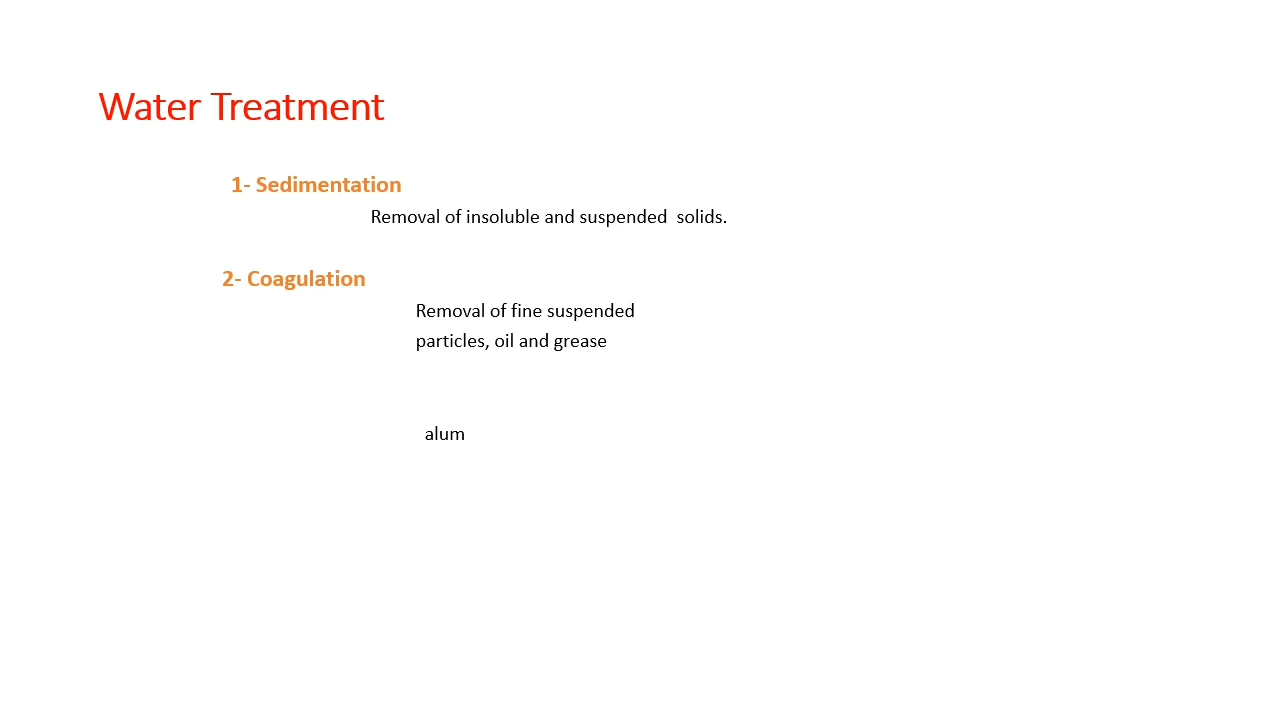 Water Treatment
1- Sedimentation
Removal of insoluble and suspended  solids.
2- Coagulation
Removal of fine suspended
particles, oil and grease
alum